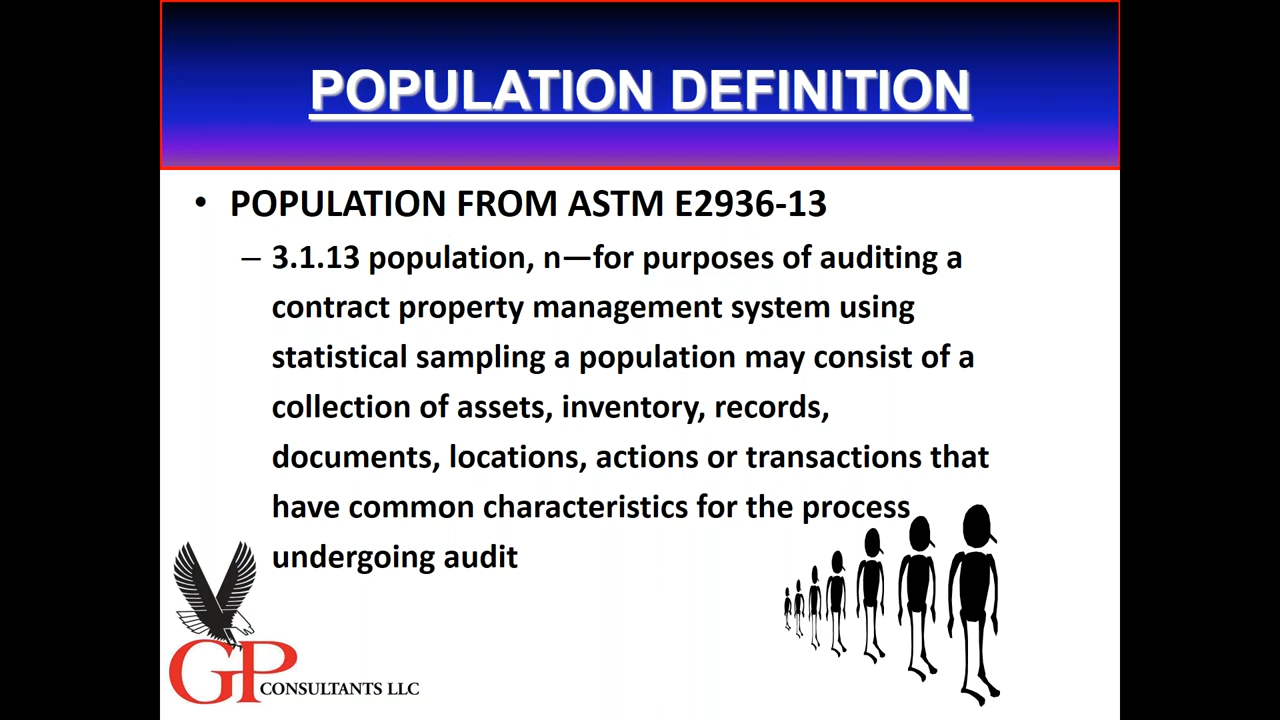 POPULATION DEFINITION
• POPULATION FROM ASTM E2936-13
– 3.1.13 population, n—for purposes of auditing a
contract property management system using
statistical sampling a population may consist of a
collection of assets, inventory, records,
documents, locations, actions or transactions that
have common characteristics for the process
undergoing audit
GP CONSULTANTS LLC